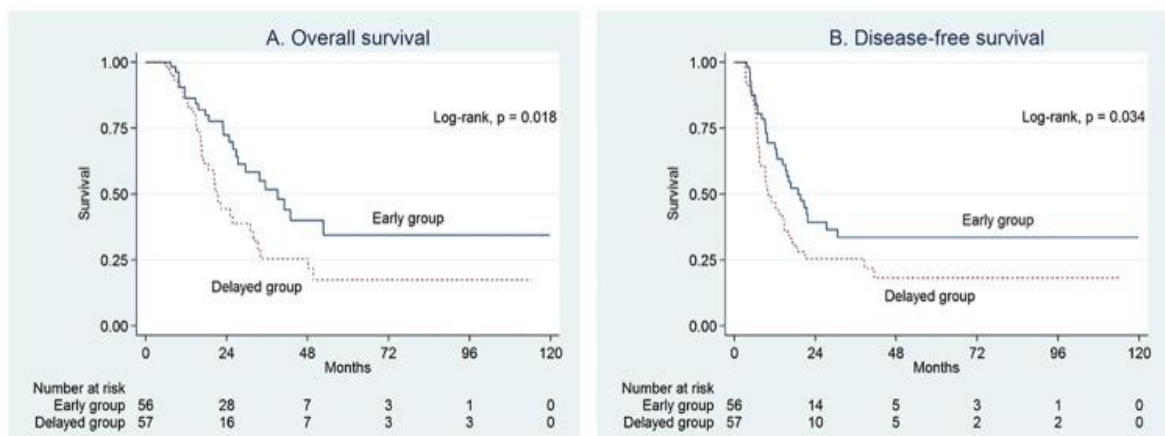 A. Overall survival
1.00
0.75
0.50
0.25
0.00
Survival
Log-rank, p = 0.018
Early group
Delayed group
0 24 48 72 96 120
Months
Number at risk
Early group 56 28 7 3 1 0
Delayed group 57 16 7 3 3 0
B. Disease-free survival
1.00
0.75
0.50
0.25
0.00
Survival
Log-rank, p = 0.034
Early group
Delayed group
0 24 48 72 96 120
Months
Number at risk
Early group 56 14 5 3 1 0
Delayed group 57 10 5 2 2 0